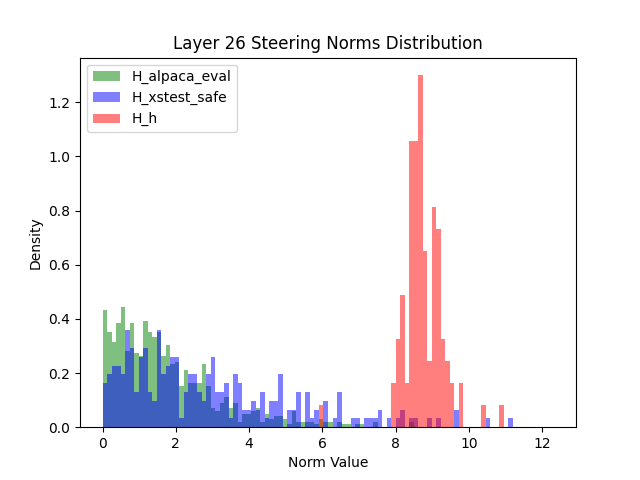 Layer 26 Steering Norms Distribution
H_alpaca_eval
H_xstest_safe
H_h
Density
1.2
1.0
0.8
0.6
0.4
0.2
0.0
0 2 4 6 8 10 12
Norm Value